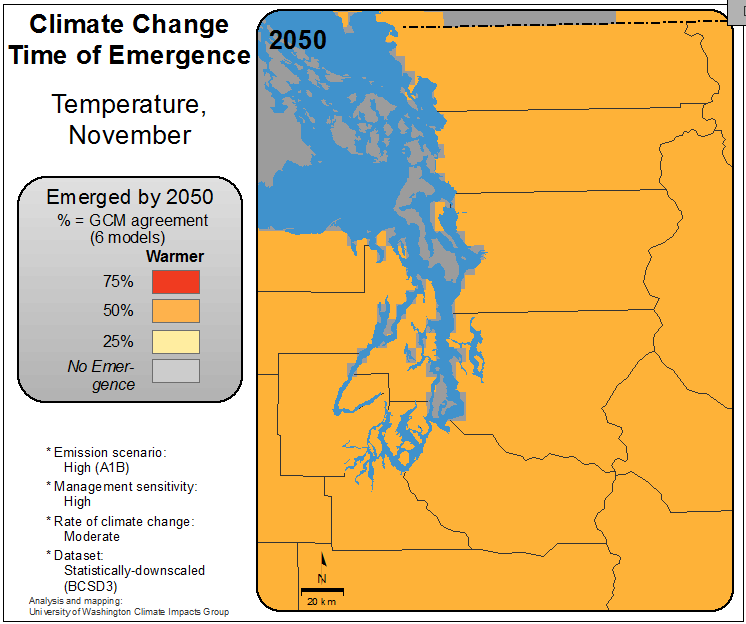 Climate Change
Time of Emergence
Temperature,
November
Emerged by 2050
% = GCM agreement
(6 models)
Warmer
75%
50%
25%
No Emer-
gence
* Emission scenario:
High (A1B)
* Management sensitivity:
High
* Rate of climate change:
Moderate
* Dataset:
Statistically-downscaled
(BCSD3)
Analysis and mapping:
University of Washington Climate Impacts Group
2050
N
20 km